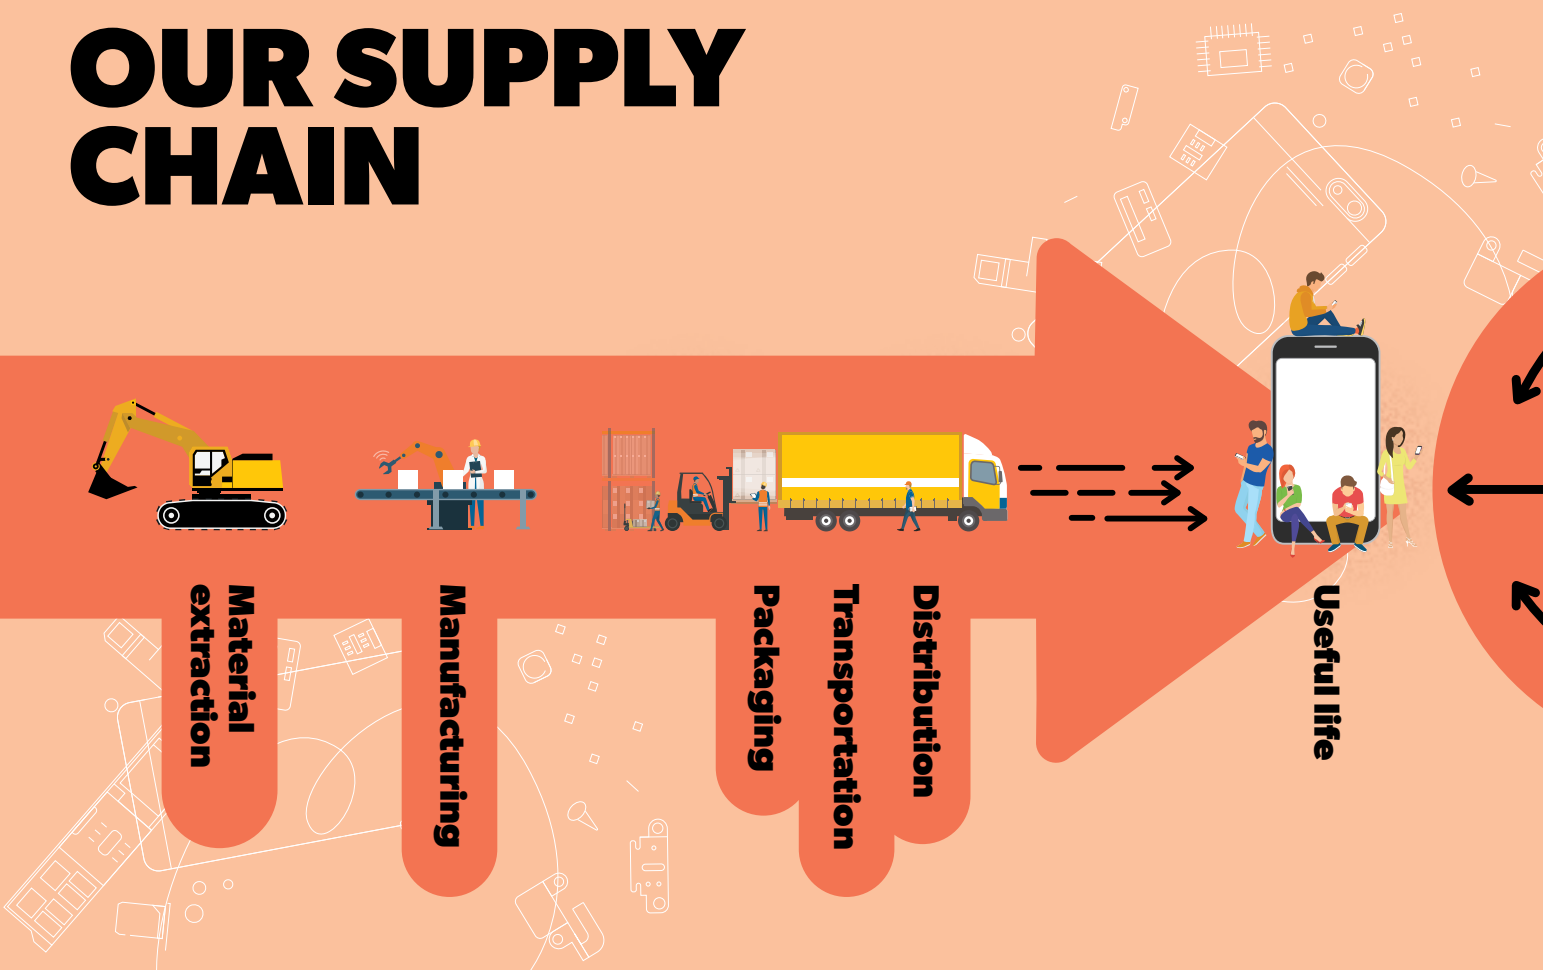 OUR SUPPLY
CHAIN
Material
extraction
Manufacturing
Packaging
Transportation
Distribution
Useful life